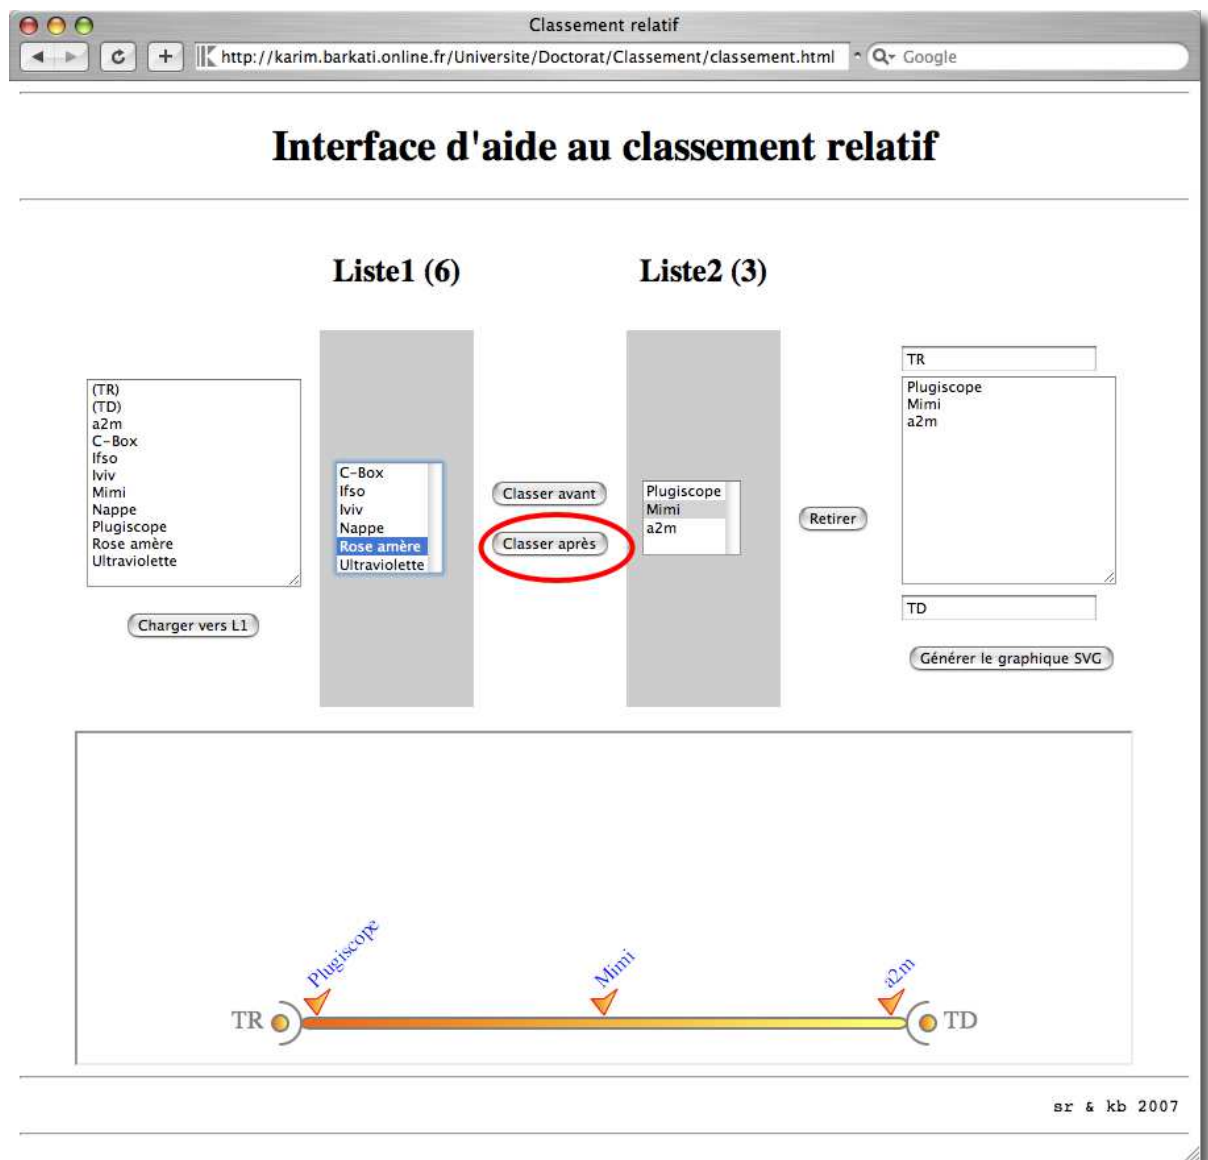 Classement relatif
http://karim.barkati.online.fr/Universite/Doctorat/Classement/classement.html
Google
Interface d'aide au classement relatif
Liste1 (6)
Liste2 (3)
(TR)
(TD)
a2m
C-Box
Ifso
Iviv
Mimi
Nappe
Plugiscope
Rose amère
Ultraviolette
Charger vers L1
C-Box
Ifso
Iviv
Nappe
Rose amère
Ultraviolette
Classer avant
Classer après
Plugiscope
Mimi
a2m
Retirer
TR
Plugiscope
Mimi
a2m
TD
Générer le graphique SVG
Plugiscope
Mimi
a2m
TR
TD
sr & kb 2007